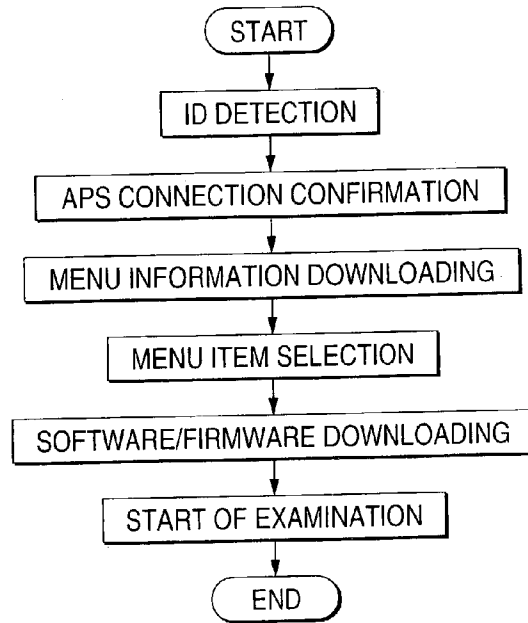 START
ID DETECTION
APS CONNECTION CONFIRMATION
MENU INFORMATION DOWNLOADING
MENU ITEM SELECTION
SOFTWARE/FIRMWARE DOWNLOADING
START OF EXAMINATION
END